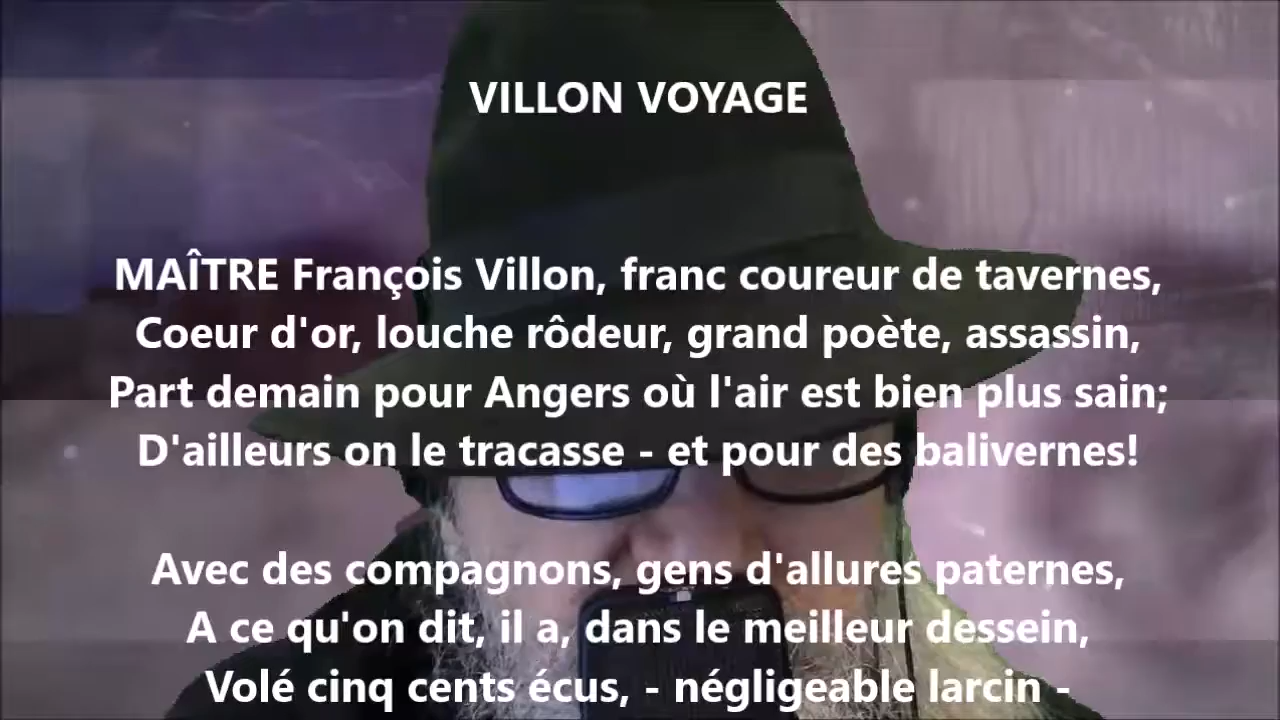 VILLON VOYAGE
MAÎTRE François Villon, franc coureur de tavernes,
Coeur d'or, louche rôdeur, grand poète, assassin,
Part demain pour Angers où l'air est bien plus sain;
D'ailleurs on le tracasse - et pour des balivernes!
Avec des compagnons, gens d'allures paternes,
A ce qu'on dit, il a, dans le meilleur dessein,
Volé cinq cents écus, - négligeable larcin -